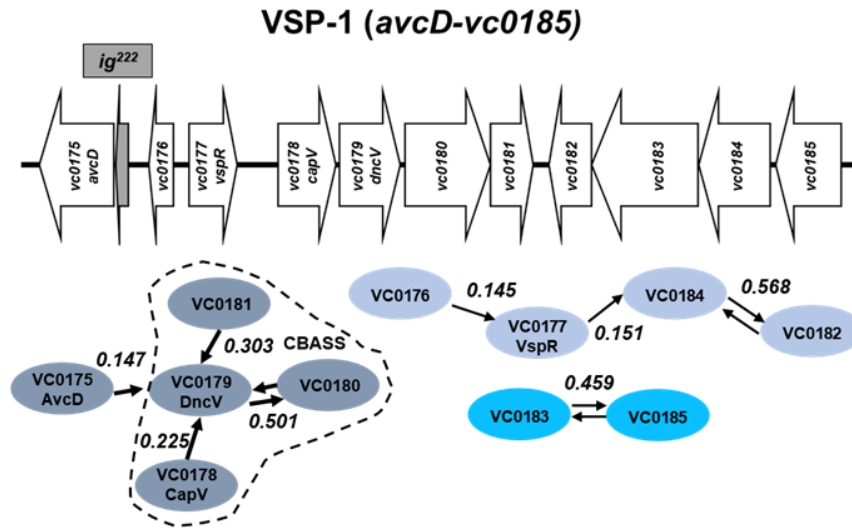 VSP-1 (avcD-vc0185)
ig²²²
vc0175
avcD
vc0176
vc0177
vspR
vc0178
capV
vc0179
dncV
vc0180
vc0181
vc0182
vc0183
vc0184
vc0185
VC0181
0.303
CBASS
0.147
VC0175
AvcD
VC0179
DncV
VC0180
0.501
0.225
VC0178
CapV
VC0176
0.145
VC0177
VspR
0.151
VC0184
0.568
VC0182
0.459
VC0183
VC0185